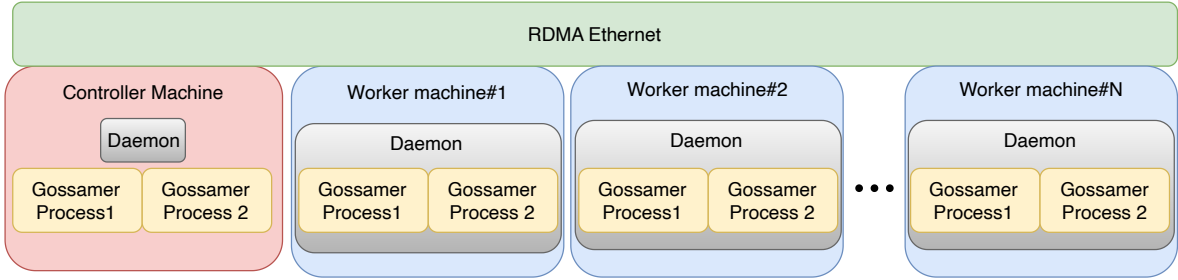 RDMA Ethernet
Controller Machine
Daemon
Gossamer
Process1
Gossamer
Process 2
Worker machine#1
Daemon
Gossamer
Process1
Gossamer
Process 2
Worker machine#2
Daemon
Gossamer
Process1
Gossamer
Process 2
•••
Worker machine#N
Daemon
Gossamer
Process1
Gossamer
Process 2